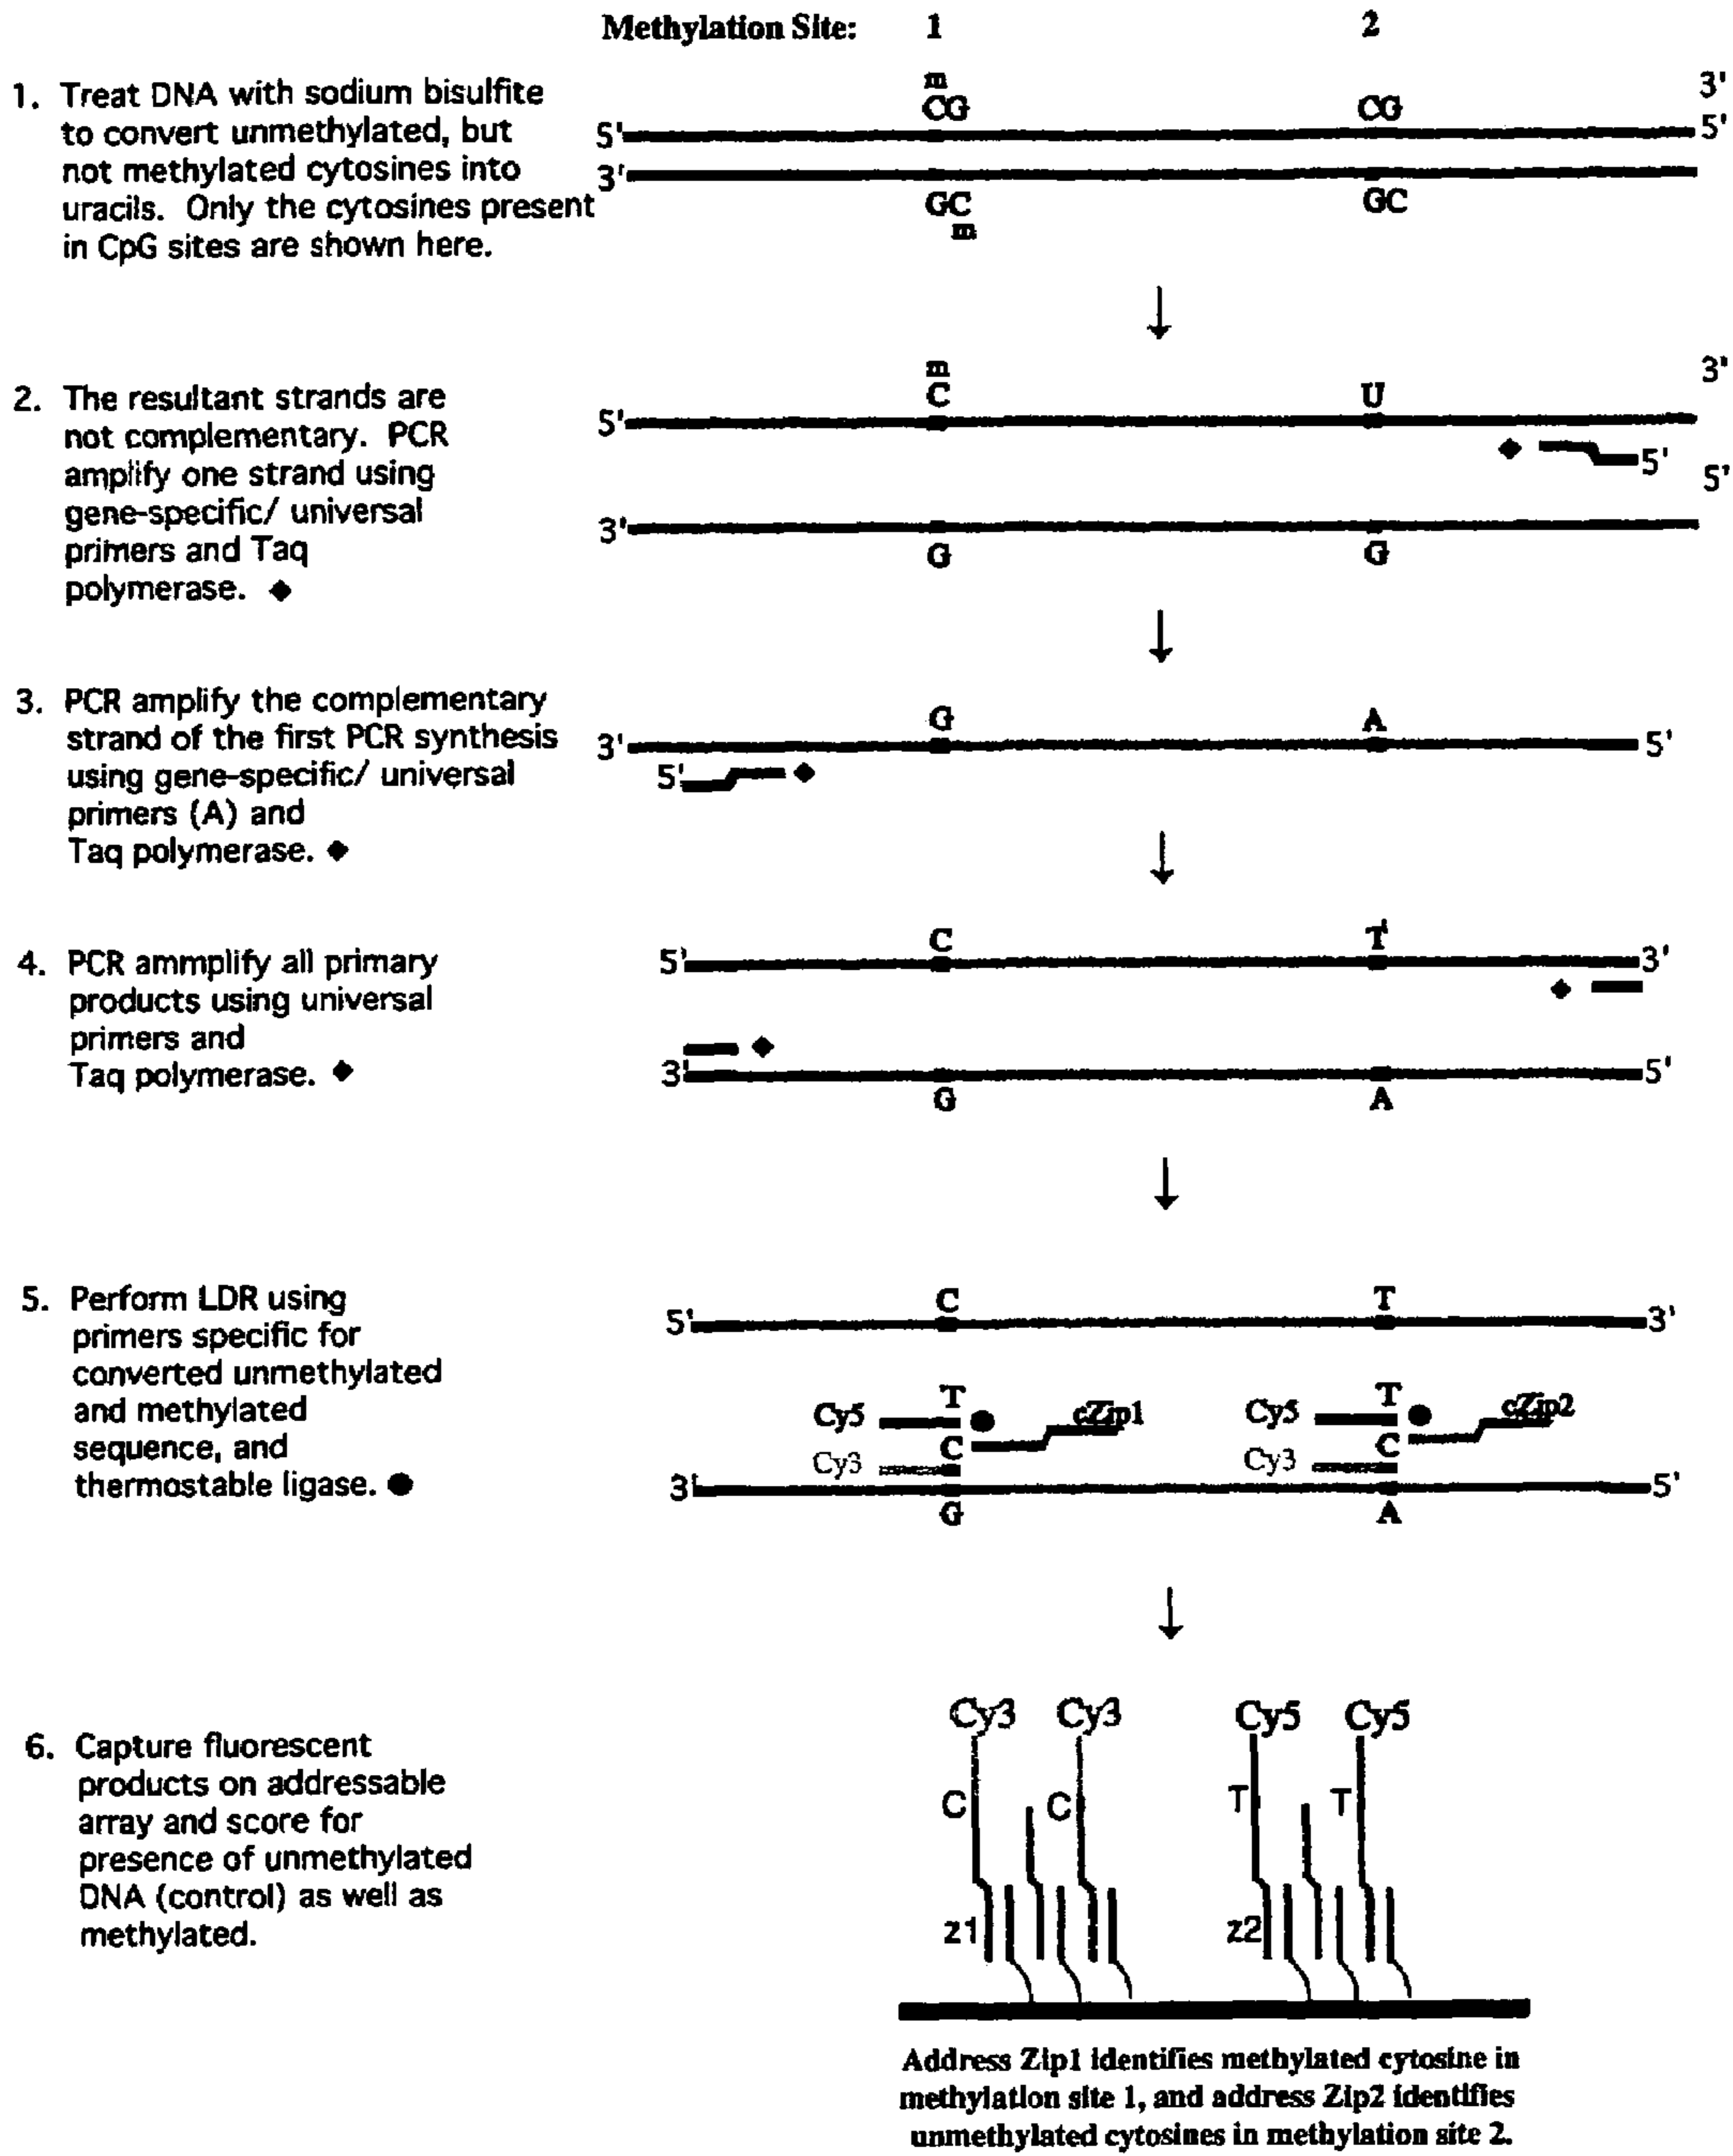 Methylation Site: 1 2
1. Treat DNA with sodium bisulfite
to convert unmethylated, but
not methylated cytosines into
uracils. Only the cytosines present
in CpG sites are shown here.
m
CG CG 3'
5' 5'
3'
GC GC
m
2. The resultant strands are
not complementary. PCR
amplify one strand using
gene-specific/ universal
primers and Taq
polymerase. ◆
m
C U 3'
5'
◆ 5'
5'
3'
G G
3. PCR amplify the complementary
strand of the first PCR synthesis
using gene-specific/ universal
primers (A) and
Taq polymerase. ◆
G A
3' 5'
5' ◆
4. PCR ammplify all primary
products using universal
primers and
Taq polymerase. ◆
C T
5' 3'
◆
◆
3' 5'
G A
5. Perform LDR using
primers specific for
converted unmethylated
and methylated
sequence, and
thermostable ligase. ●
C T
5' 3'
T T
Cy5 ● cZip1 Cy5 ● cZip2
C C
Cy3 Cy3
3' 5'
G A
6. Capture fluorescent
products on addressable
array and score for
presence of unmethylated
DNA (control) as well as
methylated.
Cy3 Cy3 Cy5 Cy5
C C T T
z1 z2
Address Zip1 identifies methylated cytosine in
methylation site 1, and address Zip2 identifies
unmethylated cytosines in methylation site 2.